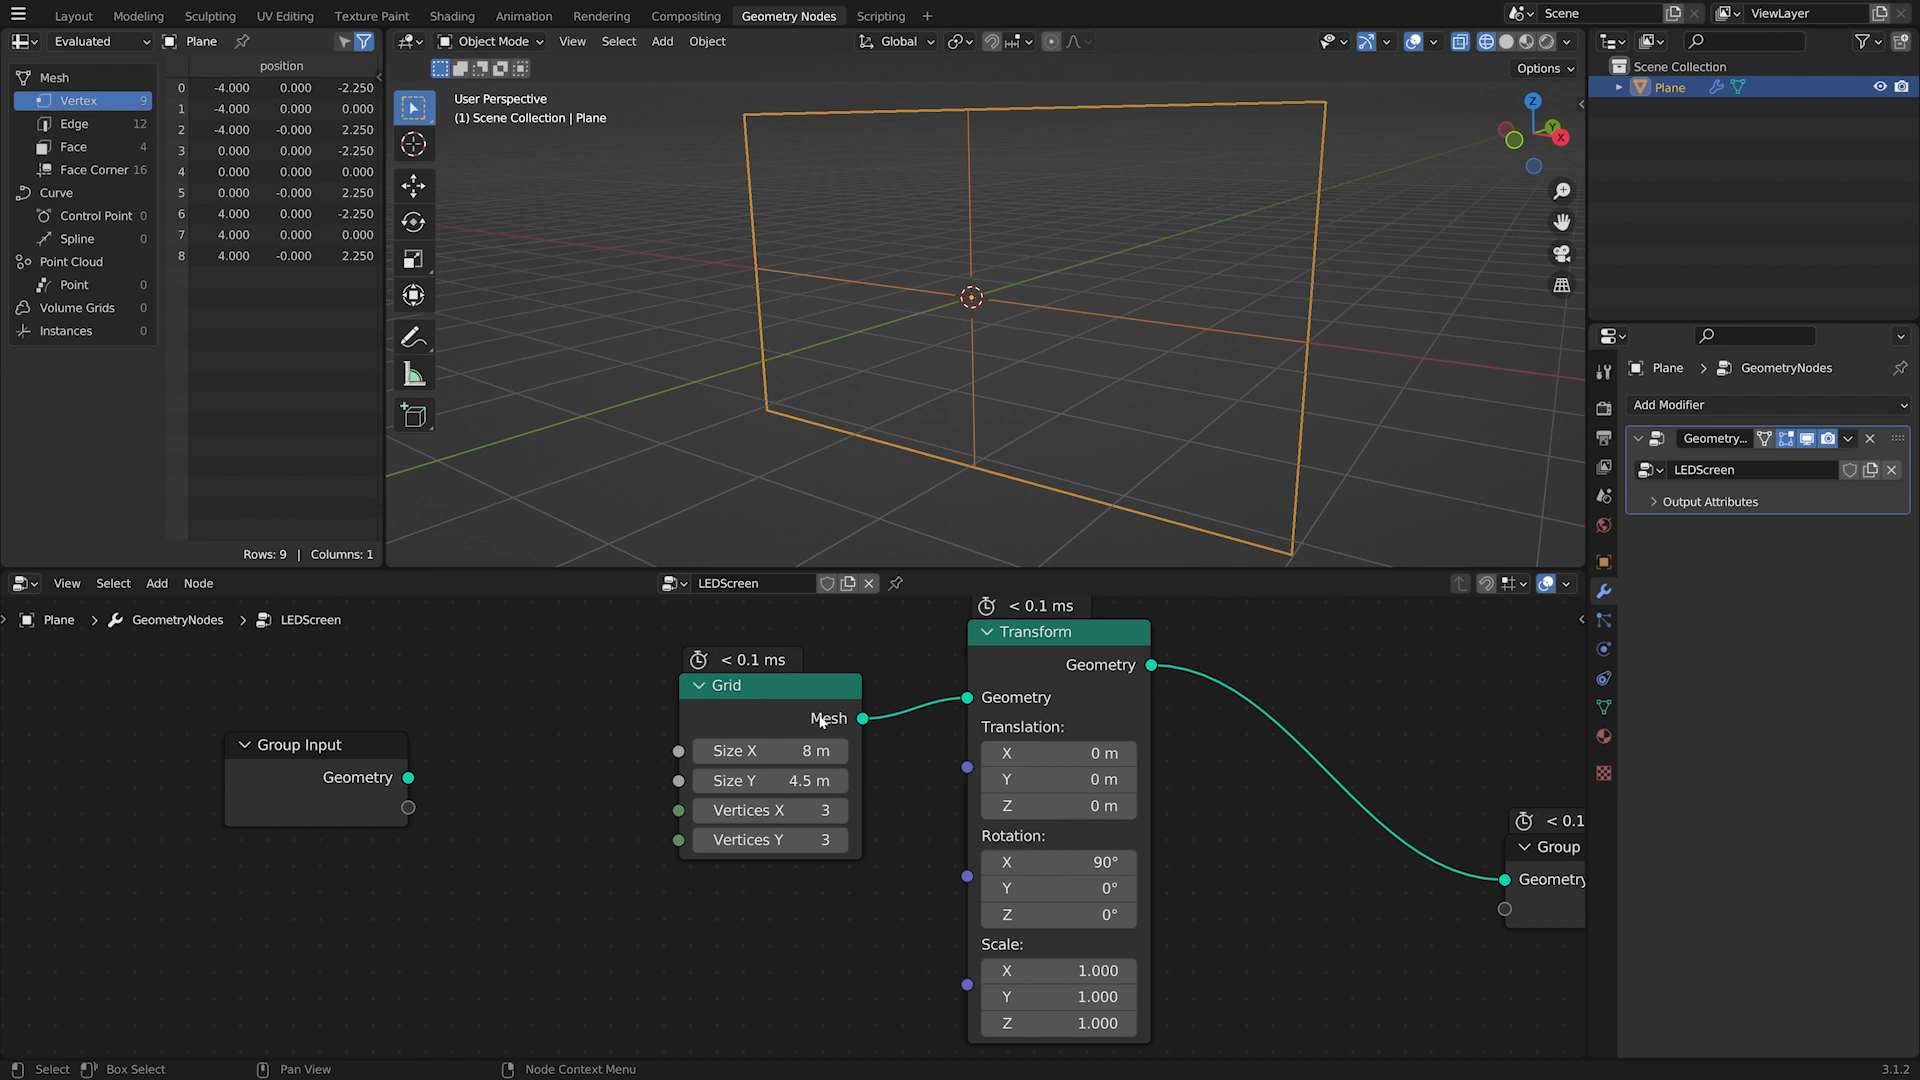 Layout Modeling Sculpting UV Editing Texture Paint Shading Animation Rendering Compositing Geometry Nodes Scripting + Scene ViewLayer
Evaluated Plane
Object Mode View Select Add Object Global
Options
position
Mesh
Vertex 9
Edge 12
Face 4
Face Corner 16
Curve
Control Point 0
Spline 0
Point Cloud
Point 0
Volume Grids 0
Instances 0
0 -4.000 0.000 -2.250
1 -4.000 0.000 0.000
2 -4.000 -0.000 2.250
3 0.000 0.000 -2.250
4 0.000 0.000 0.000
5 0.000 -0.000 2.250
6 4.000 0.000 -2.250
7 4.000 0.000 0.000
8 4.000 -0.000 2.250
Rows: 9 | Columns: 1
User Perspective
(1) Scene Collection | Plane
Z
Y
X
Scene Collection
Plane
Plane > GeometryNodes
Add Modifier
Geometry...
LEDScreen
Output Attributes
View Select Add Node LEDScreen
Plane > GeometryNodes > LEDScreen
Group Input
Geometry
< 0.1 ms
Grid
Mesh
Size X 8 m
Size Y 4.5 m
Vertices X 3
Vertices Y 3
< 0.1 ms
Transform
Geometry
Geometry
Translation:
X 0 m
Y 0 m
Z 0 m
Rotation:
X 90°
Y 0°
Z 0°
Scale:
X 1.000
Y 1.000
Z 1.000
< 0.1
Group
Geometry
Select Box Select Pan View Node Context Menu 3.1.2